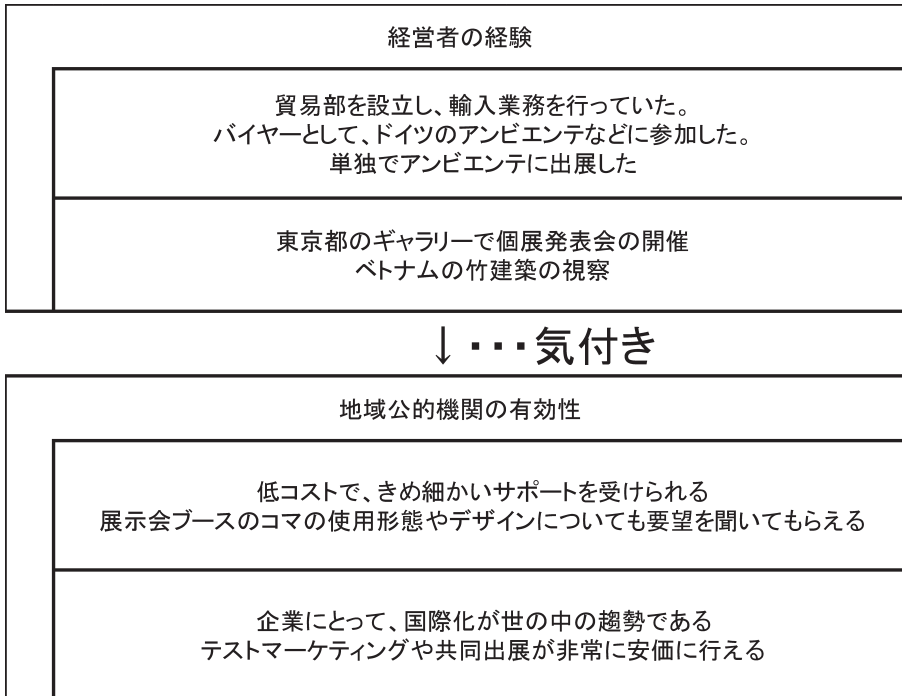 経営者の経験
貿易部を設立し、輸入業務を行っていた。
バイヤーとして、ドイツのアンビエンテなどに参加した。
単独でアンビエンテに出展した
東京都のギャラリーで個展発表会の開催
ベトナムの竹建築の視察
↓・・・気付き
地域公的機関の有効性
低コストで、きめ細かいサポートを受けられる
展示会ブースのコマの使用形態やデザインについても要望を聞いてもらえる
企業にとって、国際化が世の中の趨勢である
テストマーケティングや共同出展が非常に安価に行える